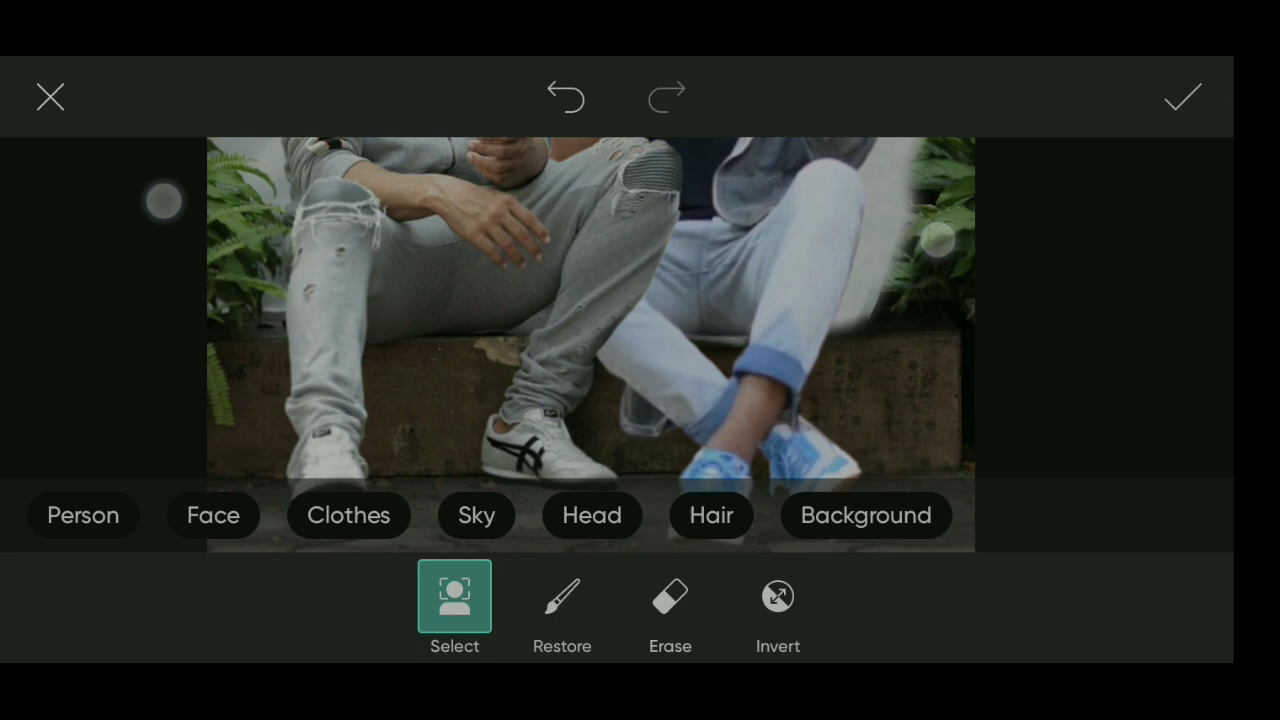 Person Face Clothes Sky Head Hair Background
Select Restore Erase Invert